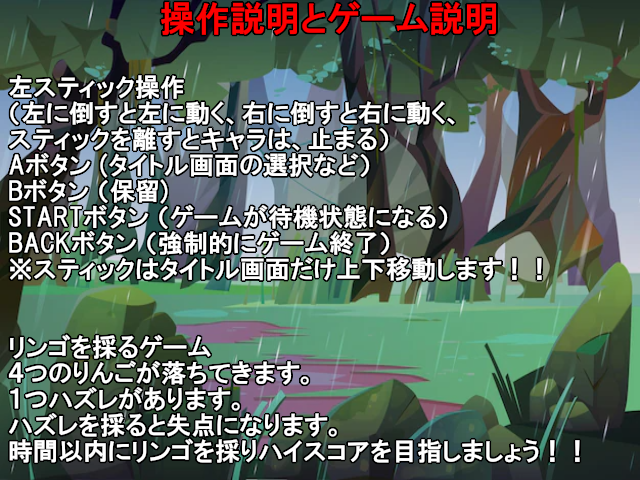 操作説明とゲーム説明
左スティック操作
（左に倒すと左に動く、右に倒すと右に動く、
スティックを離すとキャラは、止まる）
Aボタン（タイトル画面の選択など）
Bボタン（保留）
STARTボタン（ゲームが待機状態になる）
BACKボタン（強制的にゲーム終了）
※スティックはタイトル画面だけ上下移動します！！
リンゴを採るゲーム
4つのりんごが落ちてきます。
1つハズレがあります。
ハズレを採ると失点になります。
時間以内にリンゴを採りハイスコアを目指しましょう！！